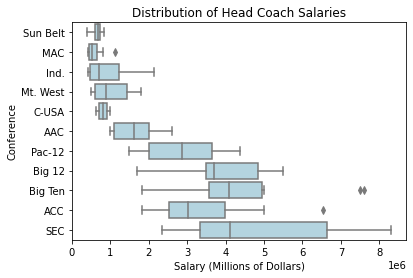 Distribution of Head Coach Salaries
Conference
Sun Belt
MAC
Ind.
Mt. West
C-USA
AAC
Pac-12
Big 12
Big Ten
ACC
SEC
0 1 2 3 4 5 6 7 8
1e6
Salary (Millions of Dollars)